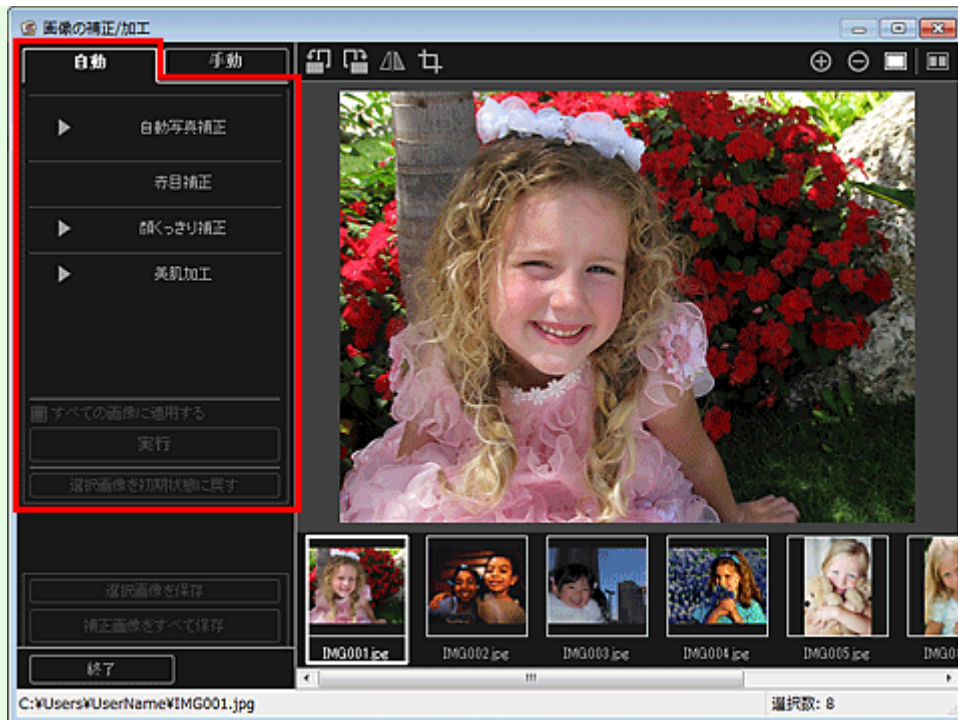 画像の補正/加工
自動
手動
自動写真補正
赤目補正
顔くっきり補正
美肌加工
すべての画像に適用する
実行
選択画像を初期状態に戻す
選択画像を保存
補正画像をすべて保存
終了
IMG001.jpg
IMG002.jpg
IMG003.jpg
IMG004.jpg
IMG005.jpg
IMG0
C:¥Users¥UserName¥IMG001.jpg
選択数: 8